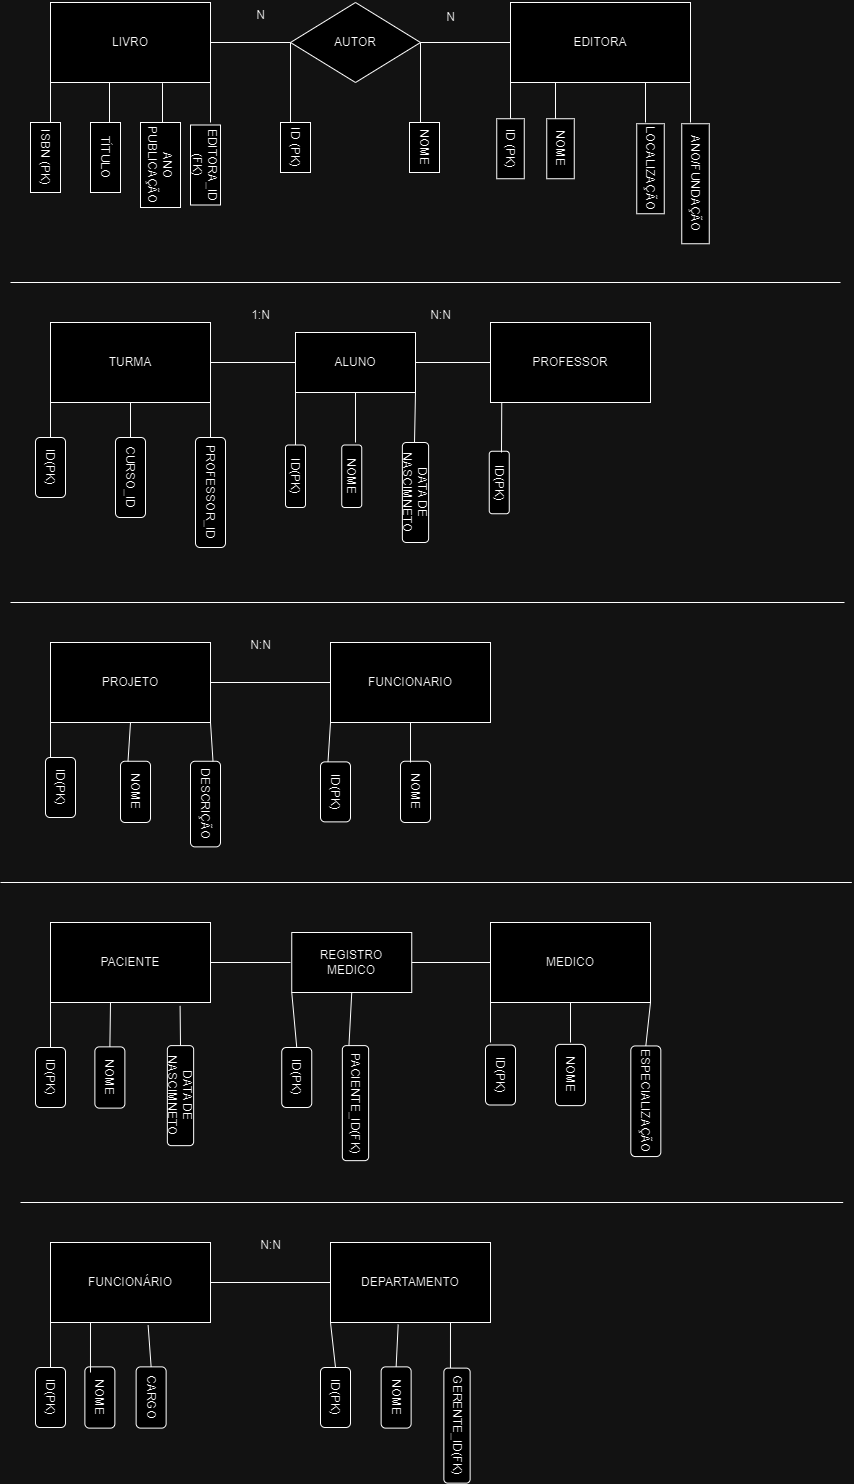 N
N
LIVRO
AUTOR
EDITORA
ISBN (PK)
TÍTULO
ANO
PUBLICAÇÃO
EDITORA_ID
(FK)
ID (PK)
NOME
ID (PK)
NOME
LOCALIZAÇÃO
ANO/FUNDAÇÃO
1:N
N:N
TURMA
ALUNO
PROFESSOR
ID(PK)
CURSO_ID
PROFESSOR_ID
ID(PK)
NOME
DATA DE
NASCIMNETO
ID(PK)
N:N
PROJETO
FUNCIONARIO
ID(PK)
NOME
DESCRIÇÃO
ID(PK)
NOME
PACIENTE
REGISTRO
MEDICO
MEDICO
ID(PK)
NOME
DATA DE
NASCIMNETO
ID(PK)
PACIENTE_ID(FK)
ID(PK)
NOME
ESPECIALIZAÇÃO
N:N
FUNCIONÁRIO
DEPARTAMENTO
ID(PK)
NOME
CARGO
ID(PK)
NOME
GERENTE_ID(FK)